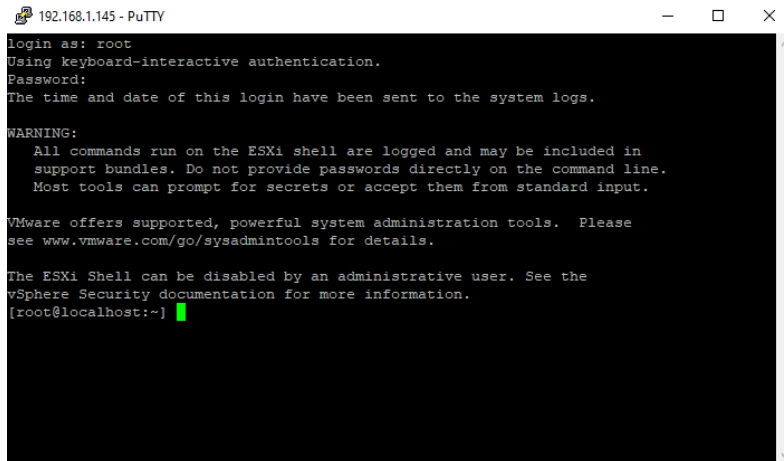 192.168.1.145 - PuTTY
login as: root
Using keyboard-interactive authentication.
Password:
The time and date of this login have been sent to the system logs.
WARNING:
All commands run on the ESXi shell are logged and may be included in
support bundles. Do not provide passwords directly on the command line.
Most tools can prompt for secrets or accept them from standard input.
VMware offers supported, powerful system administration tools.  Please
see www.vmware.com/go/sysadmintools for details.
The ESXi Shell can be disabled by an administrative user. See the
vSphere Security documentation for more information.
[root@localhost:~]